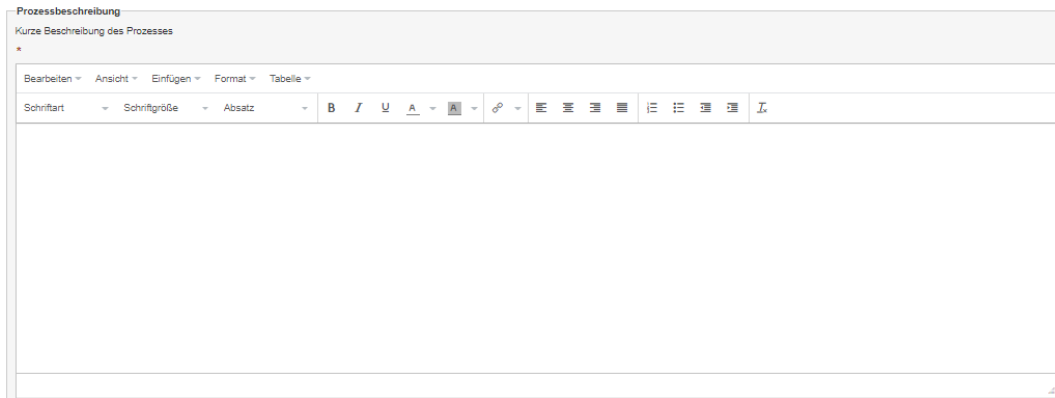 Prozessbeschreibung
Kurze Beschreibung des Prozesses
*
Bearbeiten Ansicht Einfügen Format Tabelle
Schriftart Schriftgröße Absatz B I U A A